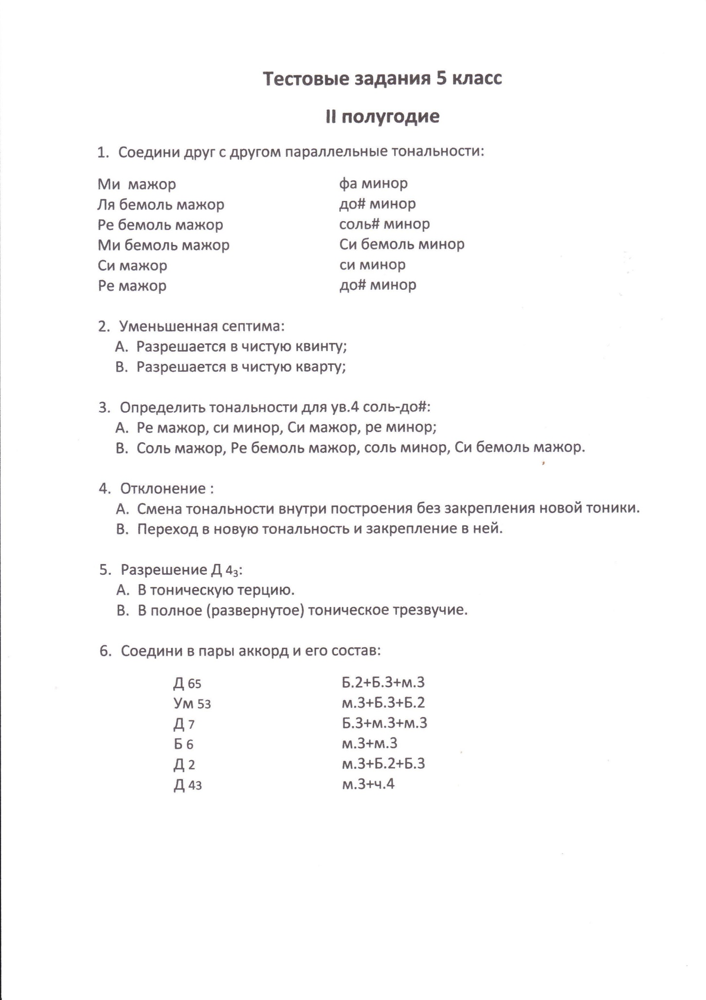 Тестовые задания 5 класс
II полугодие
1. Соедини друг с другом параллельные тональности:
Ми мажор фа минор
Ля бемоль мажор до# минор
Ре бемоль мажор соль# минор
Ми бемоль мажор Си бемоль минор
Си мажор си минор
Ре мажор до# минор
2. Уменьшенная септима:
А. Разрешается в чистую квинту;
В. Разрешается в чистую кварту;
3. Определить тональности для ув.4 соль-до#:
А. Ре мажор, си минор, Си мажор, ре минор;
В. Соль мажор, Ре бемоль мажор, соль минор, Си бемоль мажор.
4. Отклонение :
А. Смена тональности внутри построения без закрепления новой тоники.
В. Переход в новую тональность и закрепление в ней.
5. Разрешение Д 4₃:
А. В тоническую терцию.
В. В полное (развернутое) тоническое трезвучие.
6. Соедини в пары аккорд и его состав:
Д 65 Б.2+Б.3+м.3
Ум 53 м.3+Б.3+Б.2
Д 7 Б.3+м.3+м.3
Б 6 м.3+м.3
Д 2 м.3+Б.2+Б.3
Д 43 м.3+ч.4